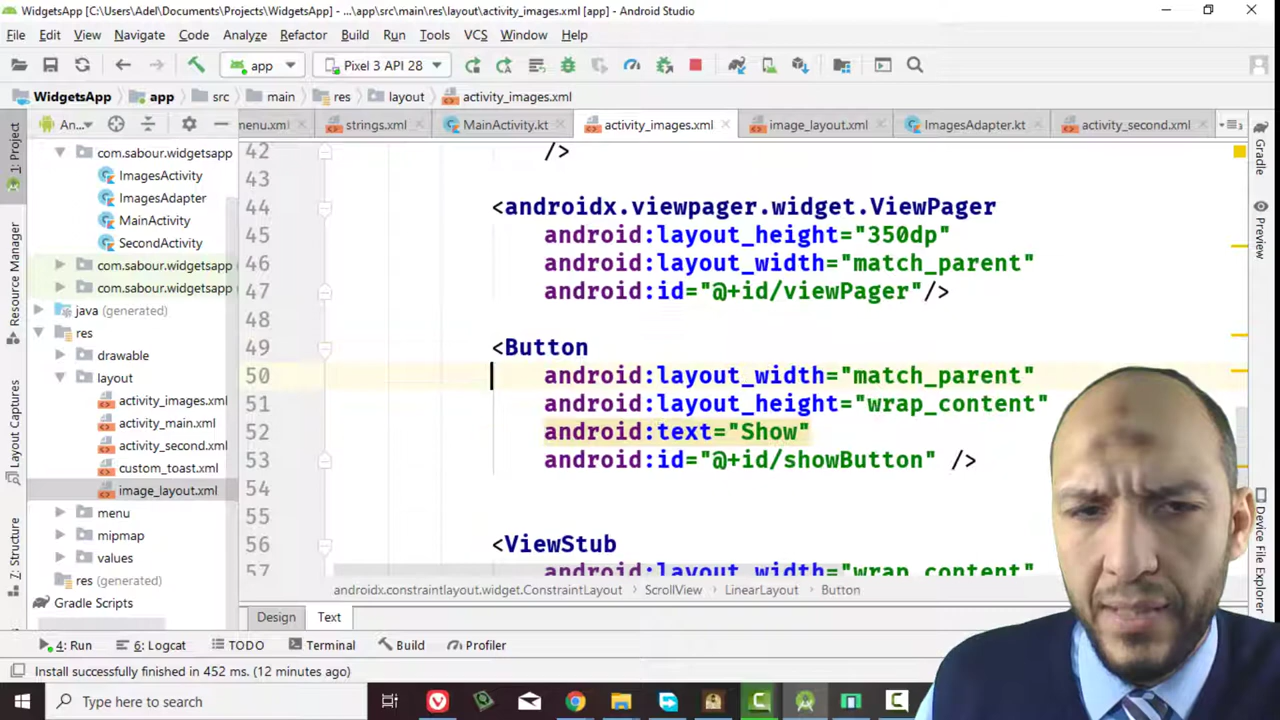 WidgetsApp [C:\Users\Adel\Documents\Projects\WidgetsApp] - ...\app\src\main\res\layout\activity_images.xml [app] - Android Studio
File Edit View Navigate Code Analyze Refactor Build Run Tools VCS Window Help
app Pixel 3 API 28
WidgetsApp app src main res layout activity_images.xml
An... menu.xml strings.xml MainActivity.kt activity_images.xml image_layout.xml ImagesAdapter.kt activity_second.xml
1: Project
Resource Manager
Layout Captures
Z: Structure
com.sabour.widgetsapp
ImagesActivity
ImagesAdapter
MainActivity
SecondActivity
com.sabour.widgetsapp
com.sabour.widgetsapp
java (generated)
res
drawable
layout
activity_images.xml
activity_main.xml
activity_second.xml
custom_toast.xml
image_layout.xml
menu
mipmap
values
res (generated)
Gradle Scripts
42 />
43
44 <androidx.viewpager.widget.ViewPager
45 android:layout_height="350dp"
46 android:layout_width="match_parent"
47 android:id="@+id/viewPager"/>
48
49 <Button
50 android:layout_width="match_parent"
51 android:layout_height="wrap_content"
52 android:text="Show"
53 android:id="@+id/showButton" />
54
55
56 <ViewStub
57 android:layout_width="wrap_content"
androidx.constraintlayout.widget.ConstraintLayout ScrollView LinearLayout Button
Design Text
Gradle
Preview
Device File Explorer
4: Run 6: Logcat TODO Terminal Build Profiler
Install successfully finished in 452 ms. (12 minutes ago)
Type here to search